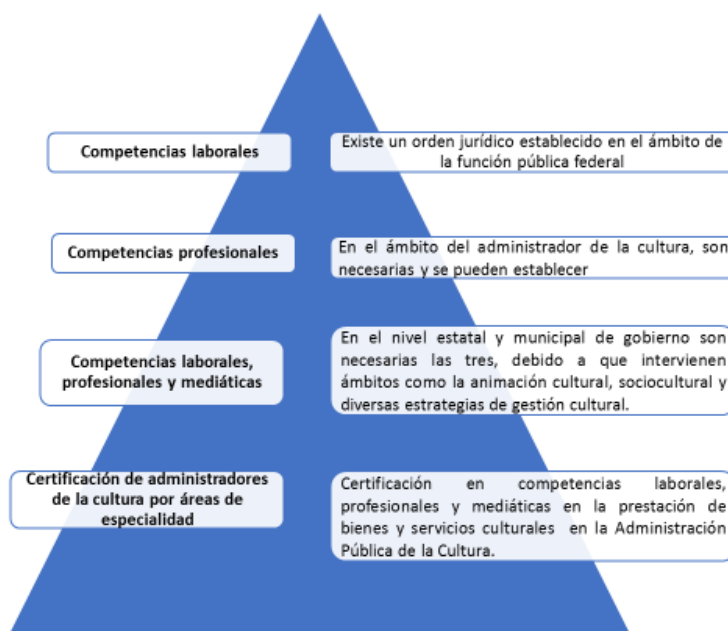 Competencias laborales
Existe un orden jurídico establecido en el ámbito de
la función pública federal
Competencias profesionales
En el ámbito del administrador de la cultura, son
necesarias y se pueden establecer
Competencias laborales,
profesionales y mediáticas
En el nivel estatal y municipal de gobierno son
necesarias las tres, debido a que intervienen
ámbitos como la animación cultural, sociocultural y
diversas estrategias de gestión cultural.
Certificación de administradores
de la cultura por áreas de
especialidad
Certificación en competencias laborales,
profesionales y mediáticas en la prestación de
bienes y servicios culturales en la Administración
Pública de la Cultura.